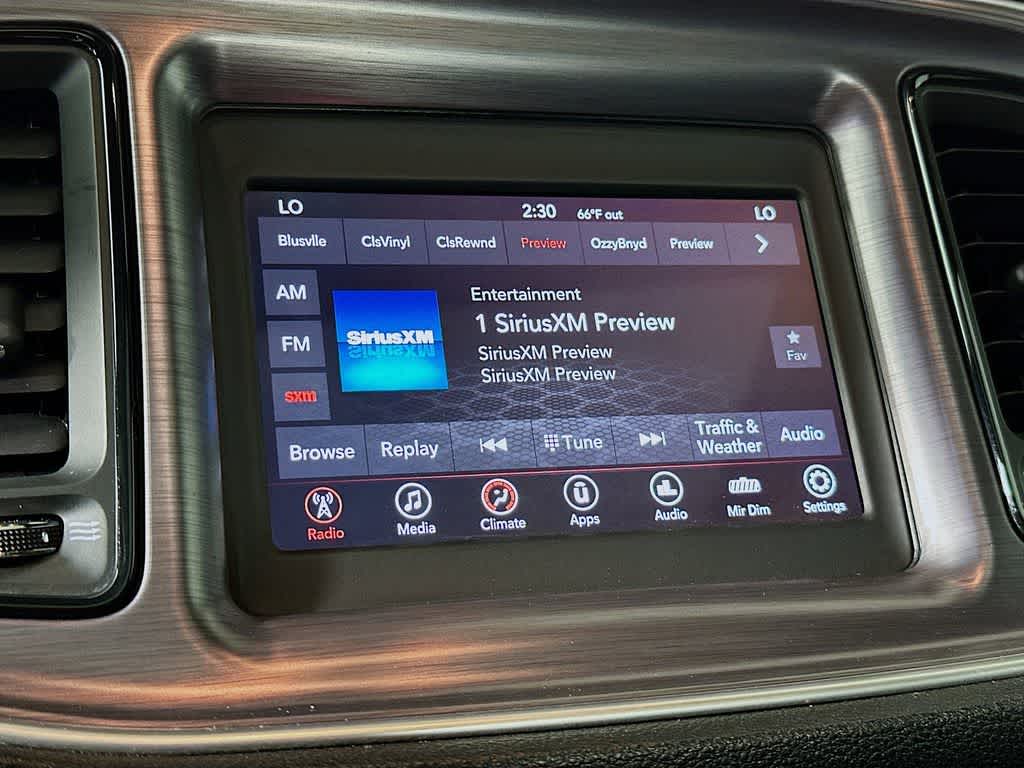 LO 2:30 66°F out LO
Blusvlle ClsVinyl ClsRewnd Preview OzzyBnyd Preview
AM
FM
sxm
SiriusXM
Entertainment
1 SiriusXM Preview
SiriusXM Preview
SiriusXM Preview
Fav
Browse Replay Tune Traffic & Weather Audio
Radio Media Climate Apps Audio Mir Dim Settings